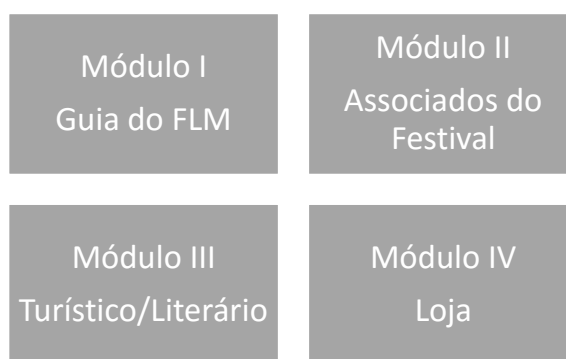 Módulo I
Guia do FLM
Módulo II
Associados do
Festival
Módulo III
Turístico/Literário
Módulo IV
Loja